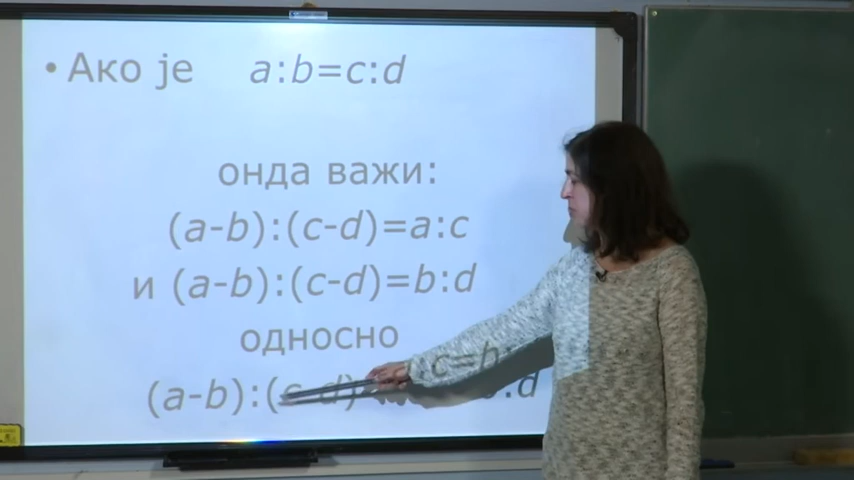 • Ако је a:b=c:d
онда важи:
(a-b):(c-d)=a:c
и (a-b):(c-d)=b:d
односно
(a-b):(c-d)